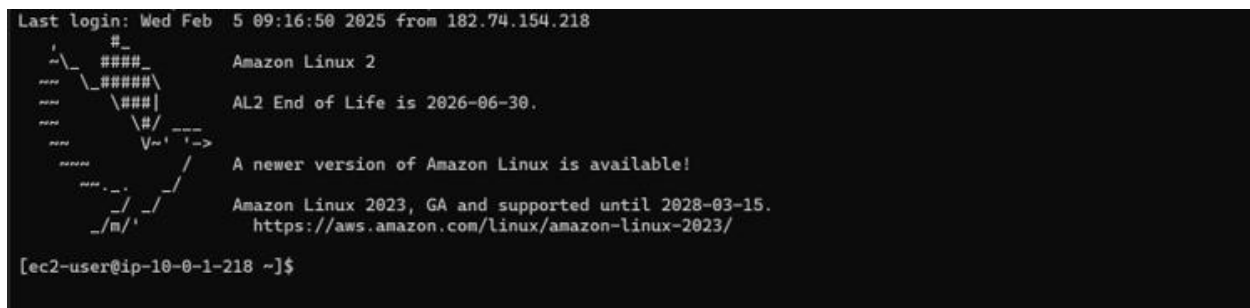 Last login: Wed Feb  5 09:16:50 2025 from 182.74.154.218
   ,     #_
   ~\_  ####_        Amazon Linux 2
  ~~  \_#####\
  ~~     \###|       AL2 End of Life is 2026-06-30.
  ~~       \#/ ___
   ~~       V~' '->
    ~~~         /    A newer version of Amazon Linux is available!
      ~~._.   _/
         _/ _/       Amazon Linux 2023, GA and supported until 2028-03-15.
       _/m/'           https://aws.amazon.com/linux/amazon-linux-2023/
[ec2-user@ip-10-0-1-218 ~]$